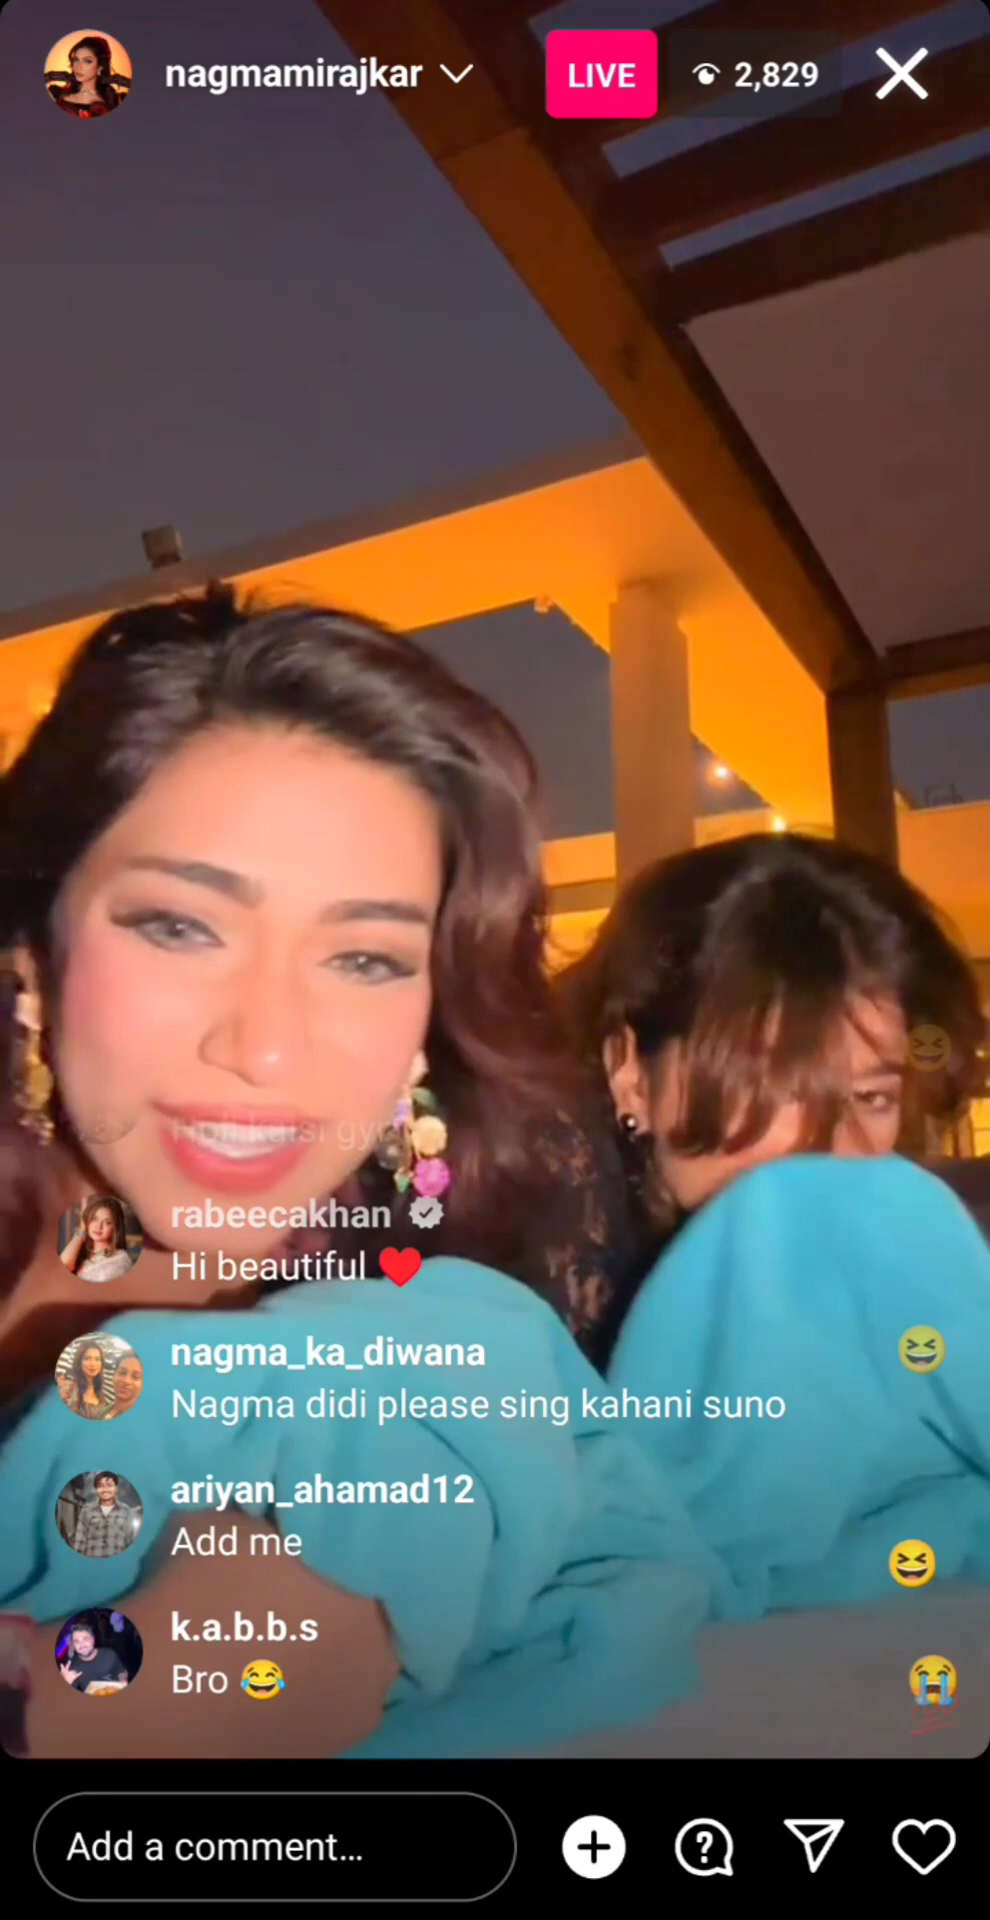 nagmamirajkar
LIVE
2,829
rabeecakhan
Hi beautiful ❤️
nagma_ka_diwana
Nagma didi please sing kahani suno
ariyan_ahamad12
Add me
k.a.b.b.s
Bro 😂
Add a comment...